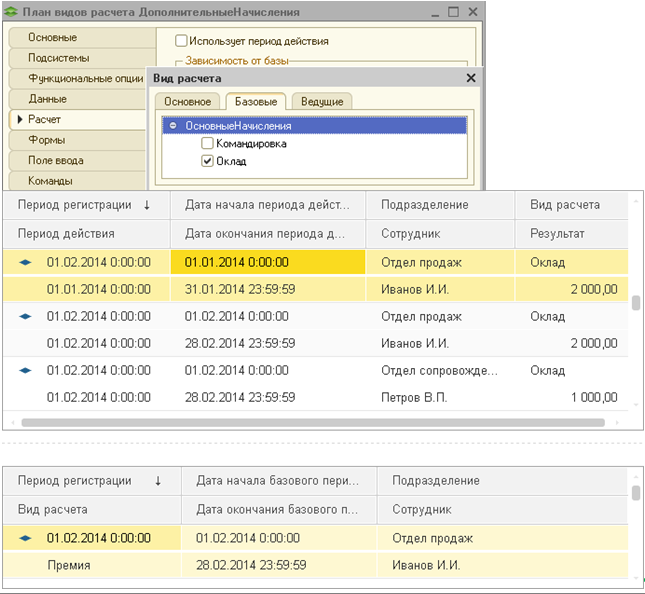 План видов расчета ДополнительныеНачисления
Основные
Использует период действия
Подсистемы
Зависимость от базы
Функциональные опции
Вид расчета
Данные
Основное Базовые Ведущие
Расчет
ОсновныеНачисления
Командировка
Формы
Оклад
Поле ввода
Команды
Период регистрации ↓ Дата начала периода дейст... Подразделение Вид расчета
Период действия Дата окончания периода д... Сотрудник Результат
01.02.2014 0:00:00 01.01.2014 0:00:00 Отдел продаж Оклад
01.01.2014 0:00:00 31.01.2014 23:59:59 Иванов И.И. 2 000,00
01.02.2014 0:00:00 01.02.2014 0:00:00 Отдел продаж Оклад
01.02.2014 0:00:00 28.02.2014 23:59:59 Иванов И.И. 2 000,00
01.02.2014 0:00:00 01.02.2014 0:00:00 Отдел сопровожде... Оклад
01.02.2014 0:00:00 28.02.2014 23:59:59 Петров В.П. 1 000,00
Период регистрации ↓ Дата начала базового пери... Подразделение
Вид расчета Дата окончания базового п... Сотрудник
01.02.2014 0:00:00 01.02.2014 0:00:00 Отдел продаж
Премия 28.02.2014 23:59:59 Иванов И.И.